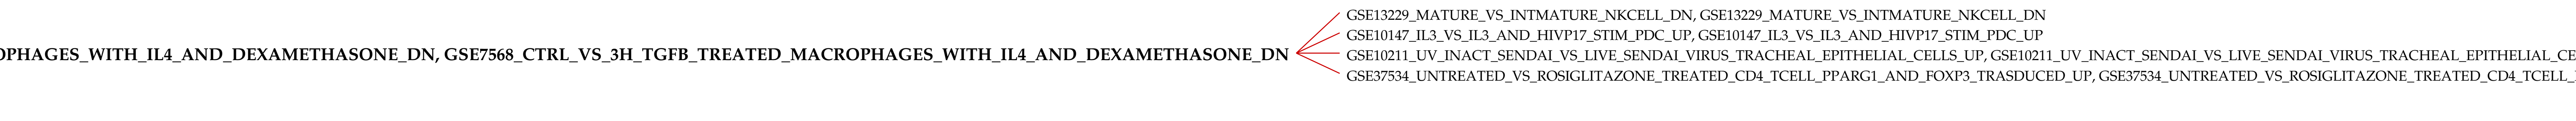 GSE13229_MATURE_VS_INTMATURE_NKCELL_DN, GSE13229_MATURE_VS_INTMATURE_NKCELL_DN
GSE10147_IL3_VS_IL3_AND_HIVP17_STIM_PDC_UP, GSE10147_IL3_VS_IL3_AND_HIVP17_STIM_PDC_UP
OPHAGES_WITH_IL4_AND_DEXAMETHASONE_DN, GSE7568_CTRL_VS_3H_TGFB_TREATED_MACROPHAGES_WITH_IL4_AND_DEXAMETHASONE_DN
GSE10211_UV_INACT_SENDAI_VS_LIVE_SENDAI_VIRUS_TRACHEAL_EPITHELIAL_CELLS_UP, GSE10211_UV_INACT_SENDAI_VS_LIVE_SENDAI_VIRUS_TRACHEAL_EPITHELIAL_CE
GSE37534_UNTREATED_VS_ROSIGLITAZONE_TREATED_CD4_TCELL_PPARG1_AND_FOXP3_TRASDUCED_UP, GSE37534_UNTREATED_VS_ROSIGLITAZONE_TREATED_CD4_TCELL_